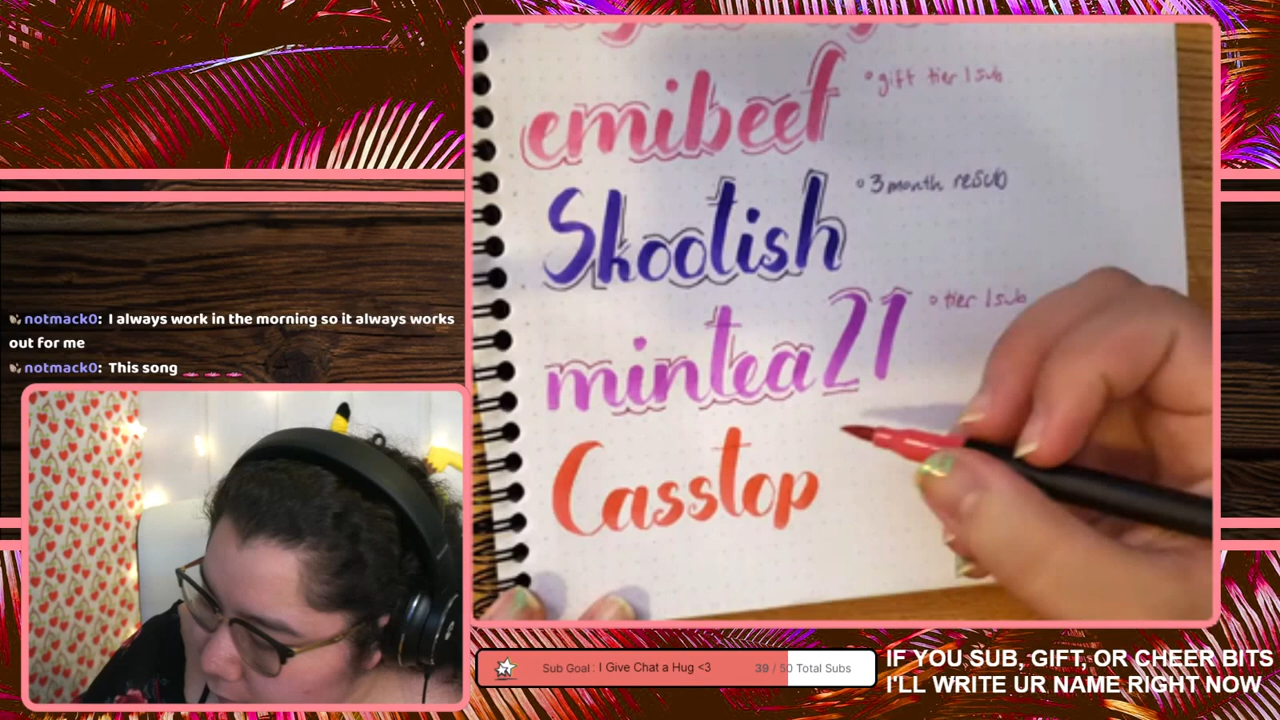 emibeef
◦ gift tier 1 sub
Skootish
◦ 3 month resub
mintea21
◦ tier 1 sub
Casstop
notmack0: I always work in the morning so it always works
out for me
notmack0: This song
Sub Goal : I Give Chat a Hug <3 39 / 50 Total Subs
IF YOU SUB, GIFT, OR CHEER BITS
I'LL WRITE UR NAME RIGHT NOW